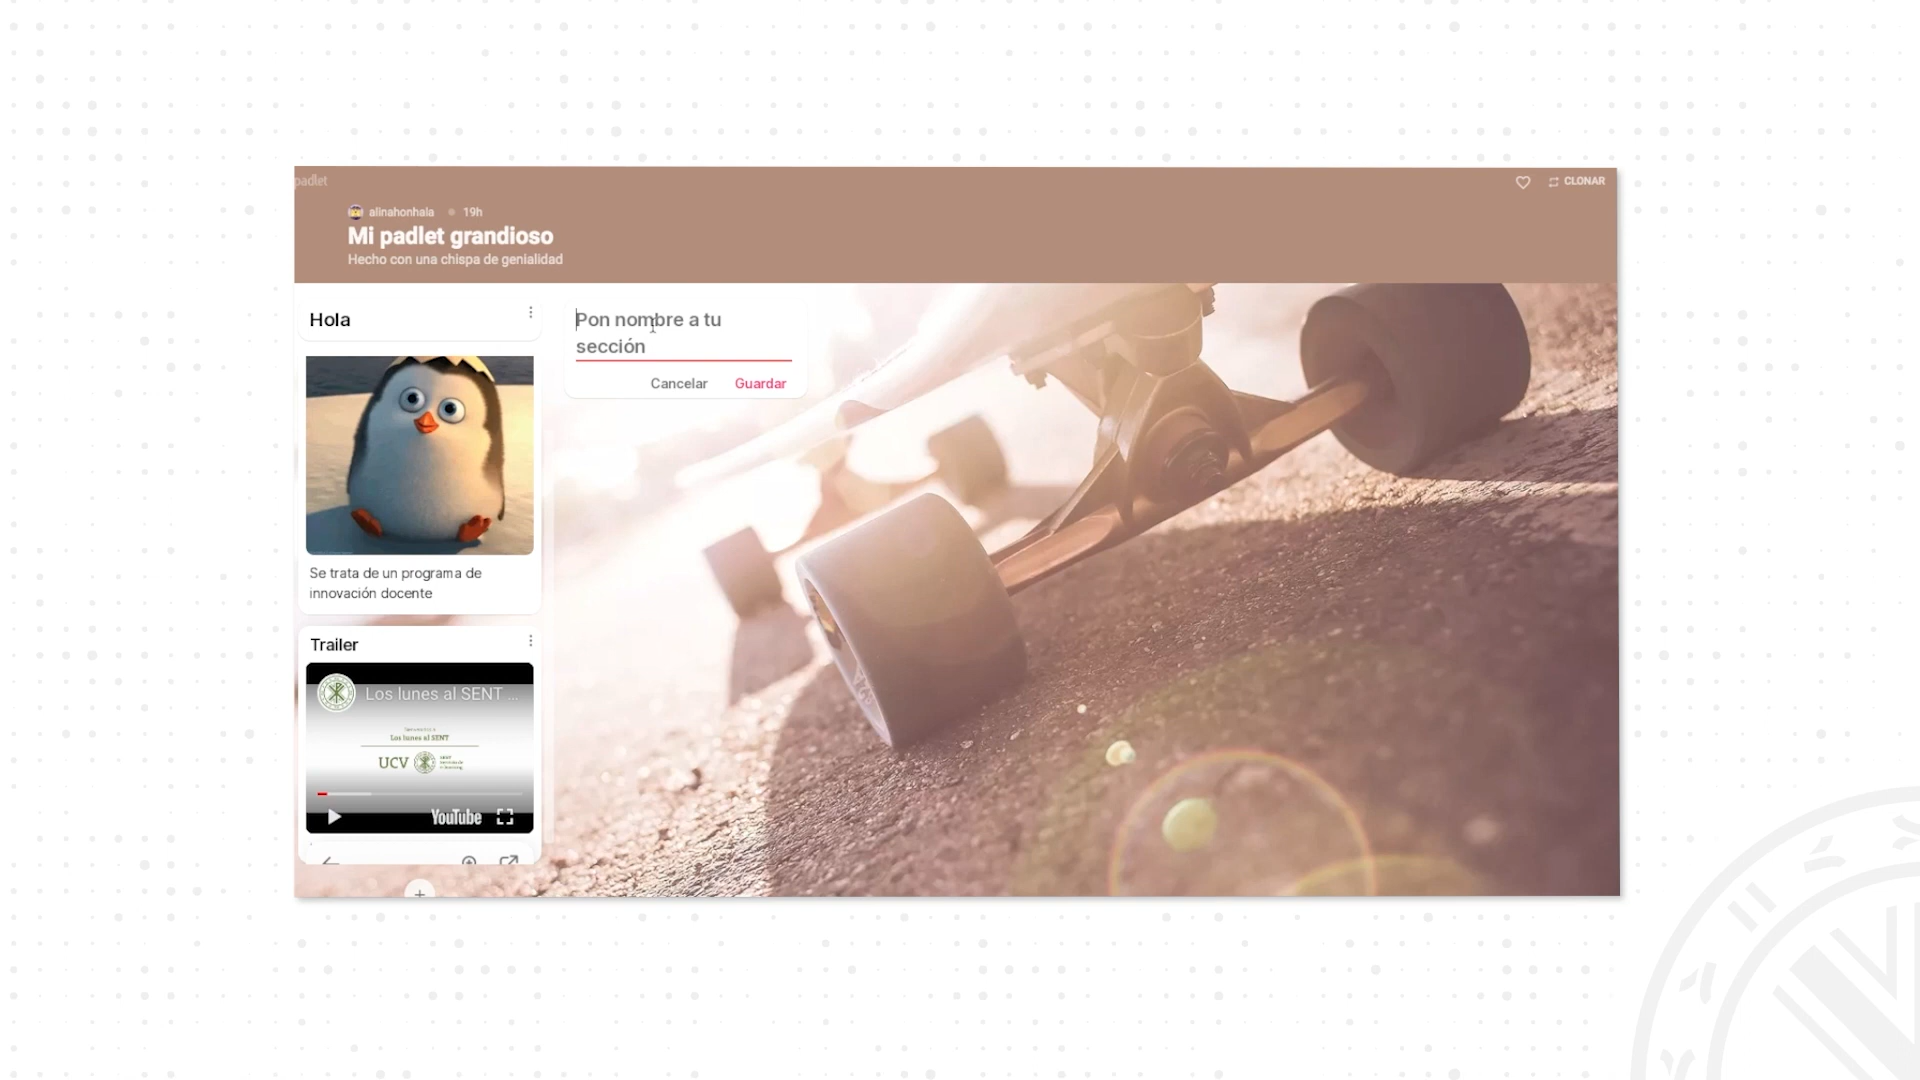 padlet
CLONAR
alinahonhala 19h
Mi padlet grandioso
Hecho con una chispa de genialidad
Hola
Pon nombre a tu
sección
Cancelar Guardar
Se trata de un programa de
innovación docente
Trailer
Los lunes al SENT ...
Los lunes al SENT
UCV
YouTube